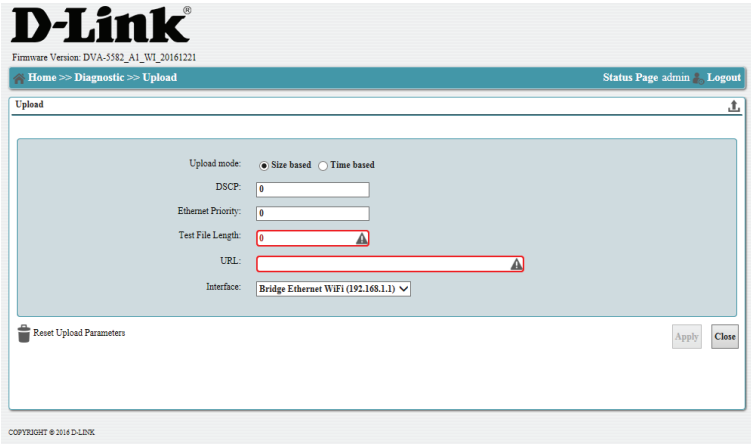 D-Link®
Firmware Version: DVA-5582_A1_WI_20161221
Home >> Diagnostic >> Upload Status Page admin Logout
Upload
Upload mode: Size based Time based
DSCP: 0
Ethernet Priority: 0
Test File Length: 0
URL:
Interface: Bridge Ethernet WiFi (192.168.1.1)
Reset Upload Parameters Apply Close
COPYRIGHT © 2016 D-LINK